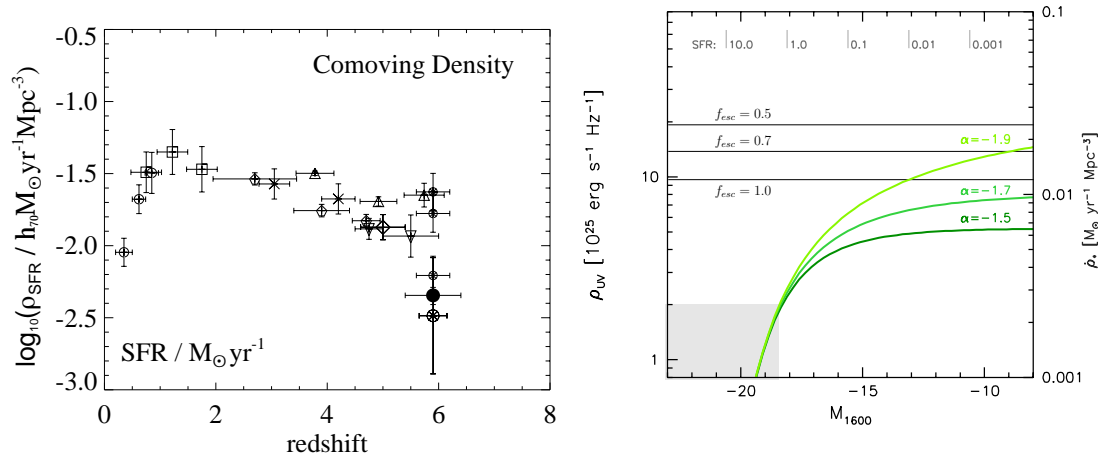 Comoving Density
log₁₀(ρSFR / h₇₀M⊙yr⁻¹Mpc⁻³)
-0.5
-1.0
-1.5
-2.0
-2.5
-3.0
SFR / M⊙yr⁻¹
0 2 4 6 8
redshift
SFR: 10.0 1.0 0.1 0.01 0.001
fesc = 0.5
fesc = 0.7
fesc = 1.0
α=−1.9
α=−1.7
α=−1.5
ρUV [10²⁵ erg s⁻¹ Hz⁻¹]
10
1
0.1
0.01
0.001
ρ̇* [M⊙ yr⁻¹ Mpc⁻³]
−20 −15 −10
M1600